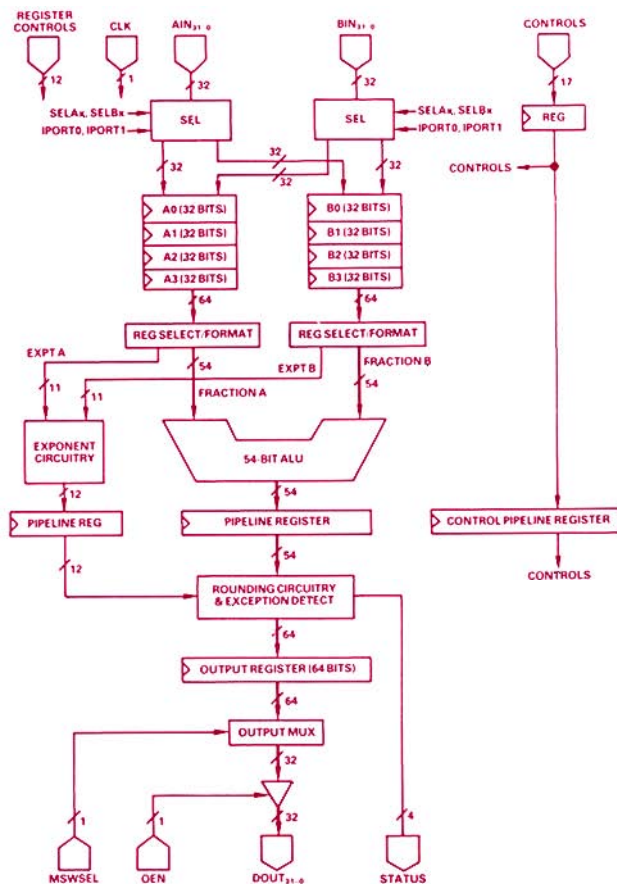 REGISTER CONTROLS
CLK
AIN31-0
BIN31-0
CONTROLS
12
1
32
32
17
SELAx, SELBx
IPORT0, IPORT1
SEL
SEL
SELAx, SELBx
IPORT0, IPORT1
REG
32
32
32
32
CONTROLS
A0 (32 BITS)
A1 (32 BITS)
A2 (32 BITS)
A3 (32 BITS)
B0 (32 BITS)
B1 (32 BITS)
B2 (32 BITS)
B3 (32 BITS)
64
64
REG SELECT/FORMAT
REG SELECT/FORMAT
EXPT A
EXPT B
FRACTION B
54
54
11
11
FRACTION A
EXPONENT
CIRCUITRY
54-BIT ALU
12
54
PIPELINE REG
PIPELINE REGISTER
CONTROL PIPELINE REGISTER
12
54
CONTROLS
ROUNDING CIRCUITRY
& EXCEPTION DETECT
64
OUTPUT REGISTER (64 BITS)
64
OUTPUT MUX
32
1
1
32
4
MSWSEL
OEN
DOUT31-0
STATUS